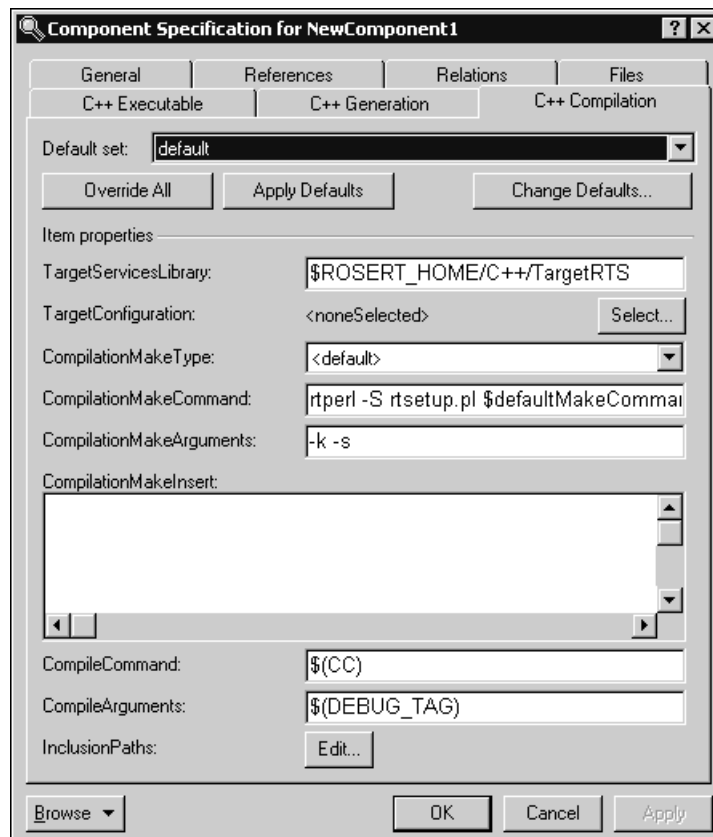 Component Specification for NewComponent1
General References Relations Files
C++ Executable C++ Generation C++ Compilation
Default set: default
Override All Apply Defaults Change Defaults...
Item properties
TargetServicesLibrary: $ROSERT_HOME/C++/TargetRTS
TargetConfiguration: <noneSelected> Select...
CompilationMakeType: <default>
CompilationMakeCommand: rtperl -S rtsetup.pl $defaultMakeComma
CompilationMakeArguments: -k -s
CompilationMakeInsert:
CompileCommand: $(CC)
CompileArguments: $(DEBUG_TAG)
InclusionPaths: Edit...
Browse OK Cancel Apply